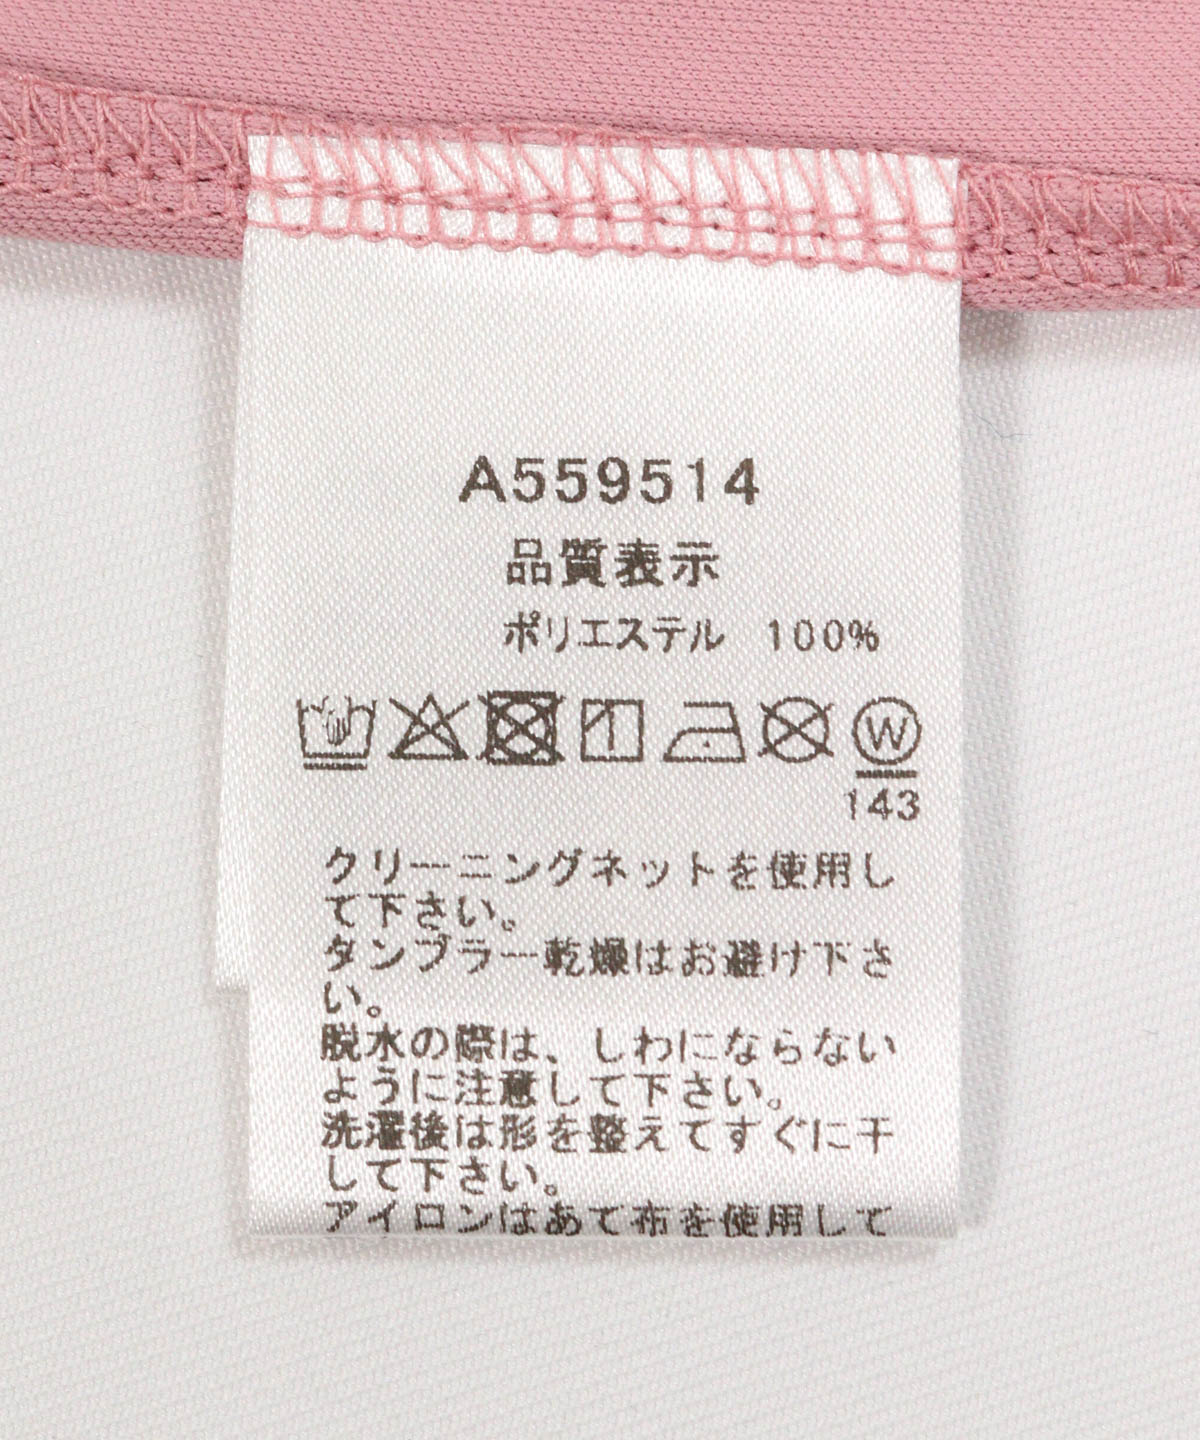 A559514
品質表示
ポリエステル 100%
W
143
クリーニングネットを使用し
て下さい。
タンブラー乾燥はお避け下さ
い。
脱水の際は、しわにならない
ように注意して下さい。
洗濯後は形を整えてすぐに干
して下さい。
アイロンはあて布を使用して